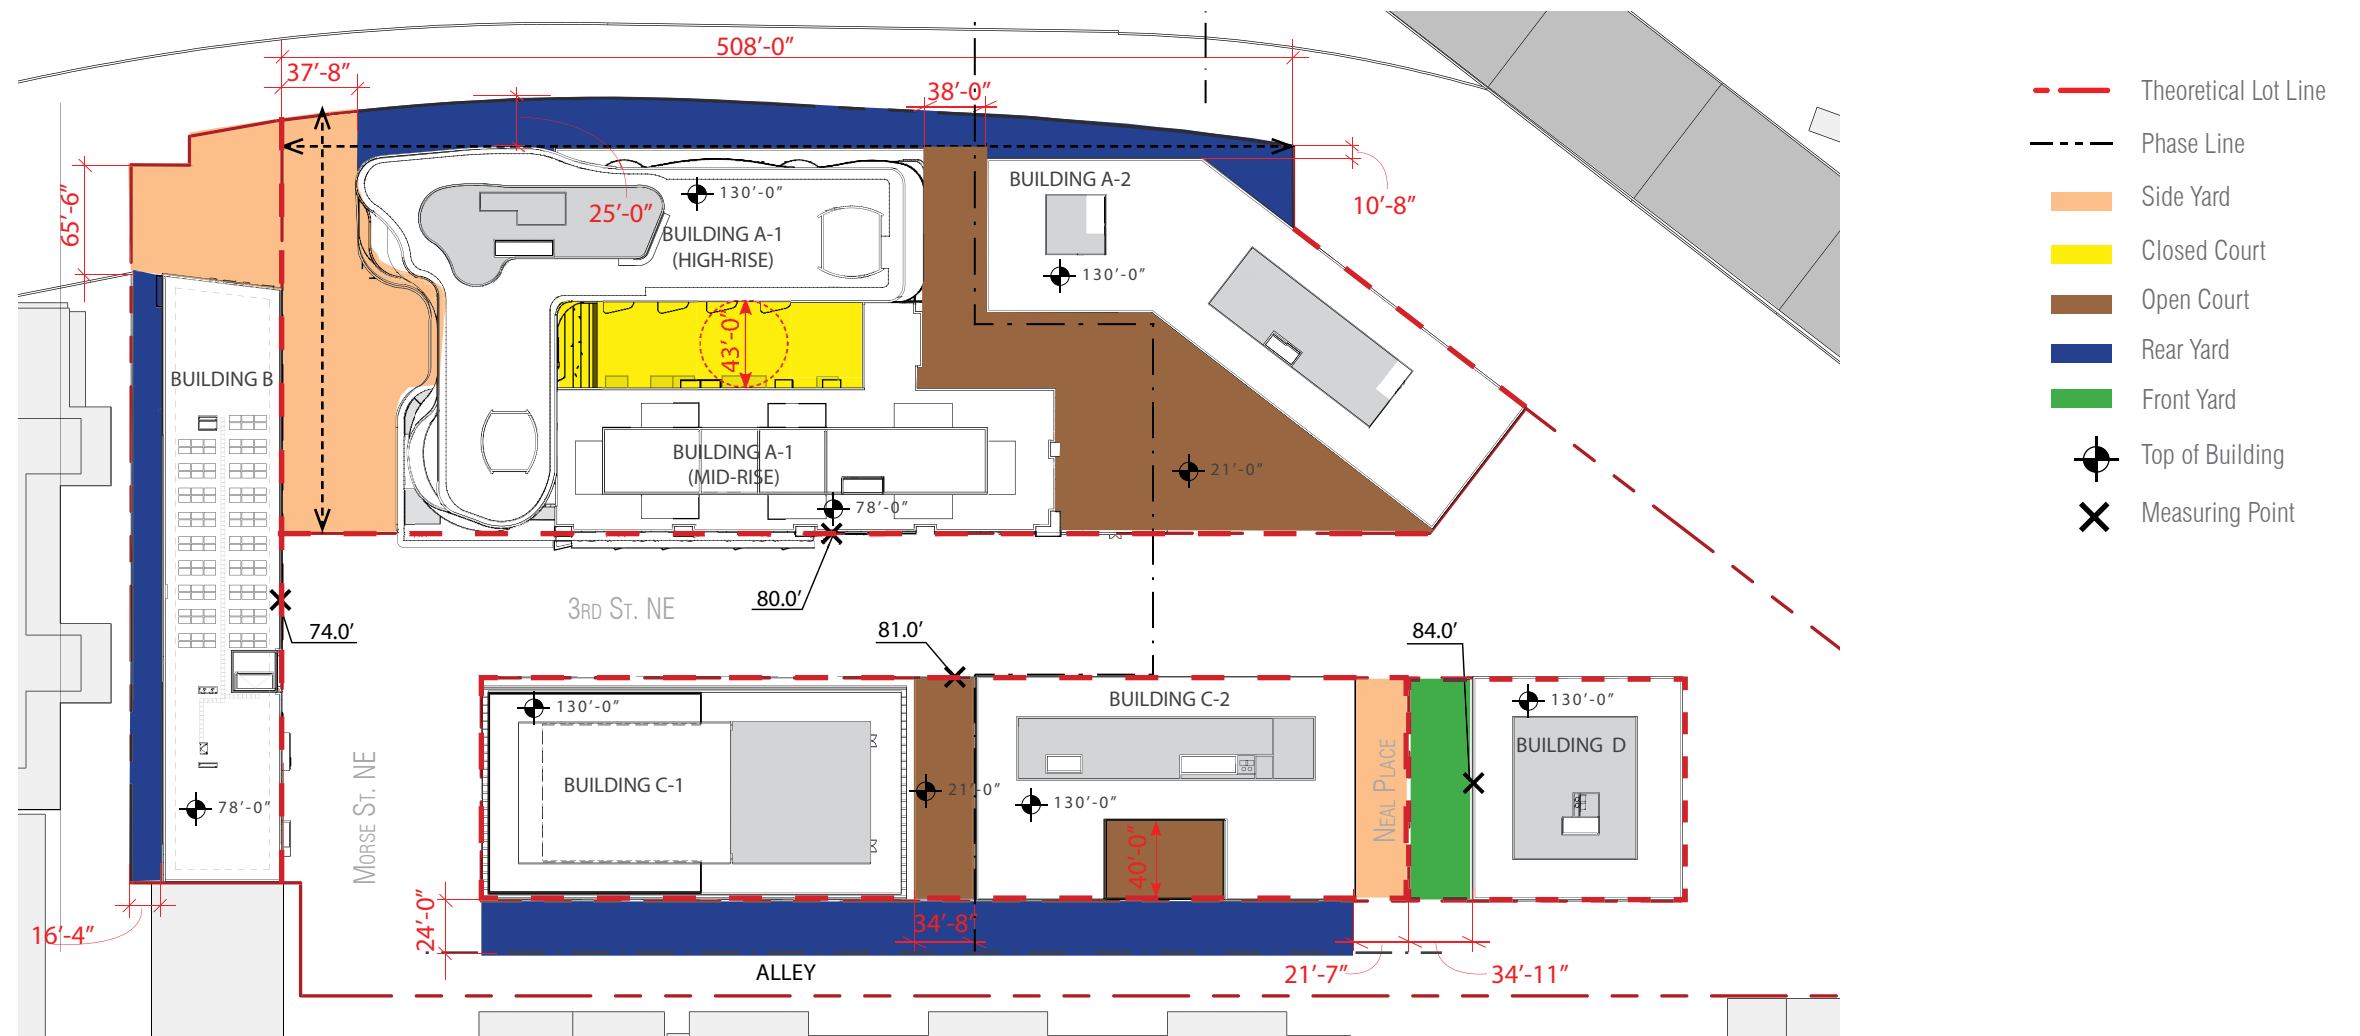 508’-0”
37’-8”
38’-0”
65’-6”
25’-0”
10’-8”
130’-0”
BUILDING A-1
(HIGH-RISE)
BUILDING A-2
130’-0”
43’-0”
BUILDING B
BUILDING A-1
(MID-RISE)
78’-0”
21’-0”
80.0’
74.0’
3RD ST. NE
81.0’
84.0’
MORSE ST. NE
130’-0”
BUILDING C-1
21’-0”
BUILDING C-2
130’-0”
40’-0”
NEAL PLACE
130’-0”
BUILDING D
78’-0”
16’-4”
24’-0”
34’-8”
21’-7”
34’-11”
ALLEY
Theoretical Lot Line
Phase Line
Side Yard
Closed Court
Open Court
Rear Yard
Front Yard
Top of Building
Measuring Point